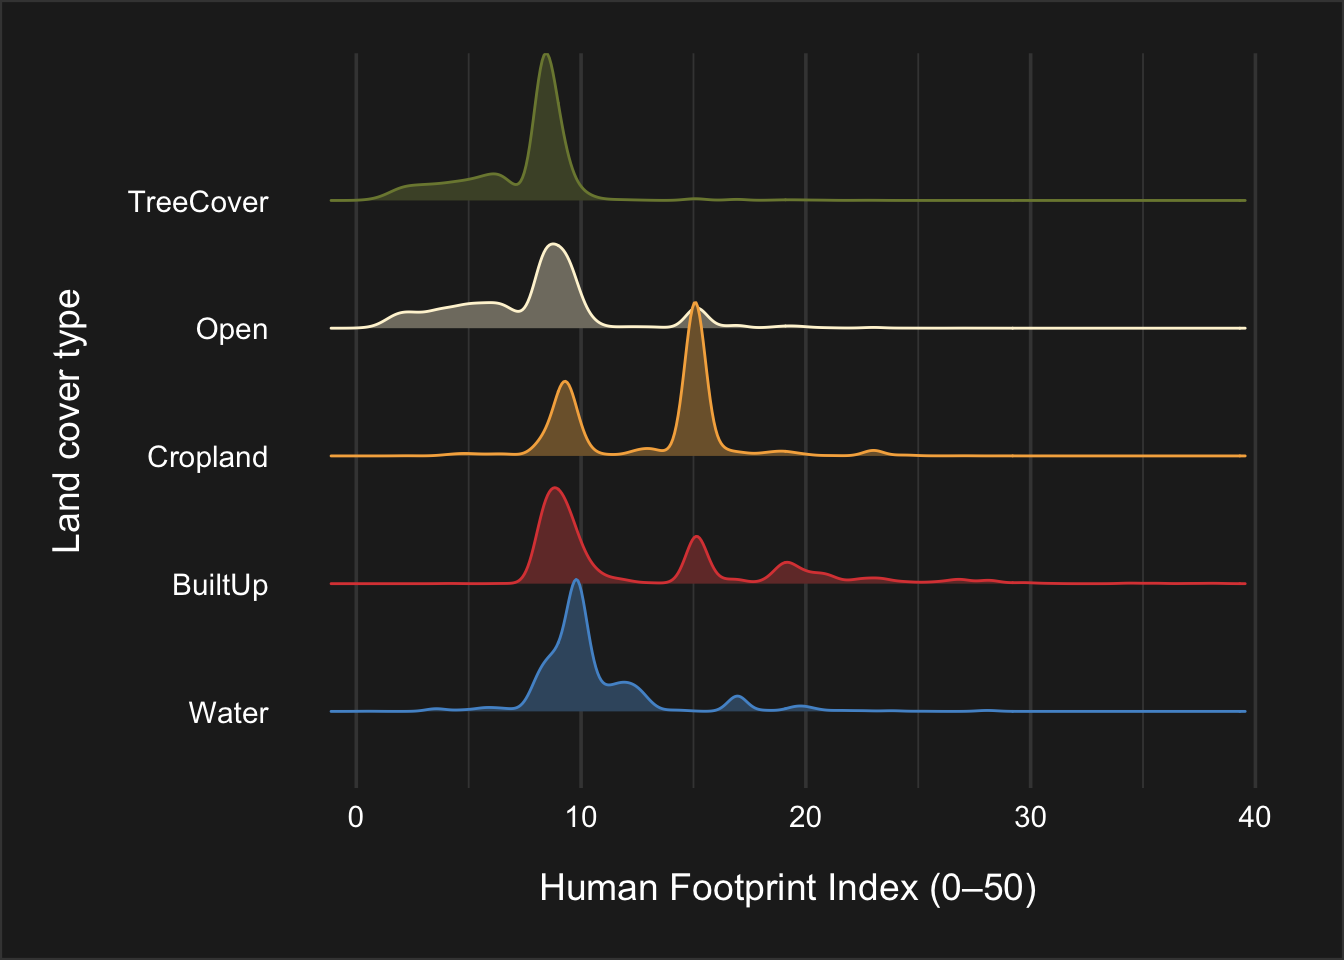 TreeCover
Open
Cropland
BuiltUp
Water
Land cover type
0 10 20 30 40
Human Footprint Index (0–50)